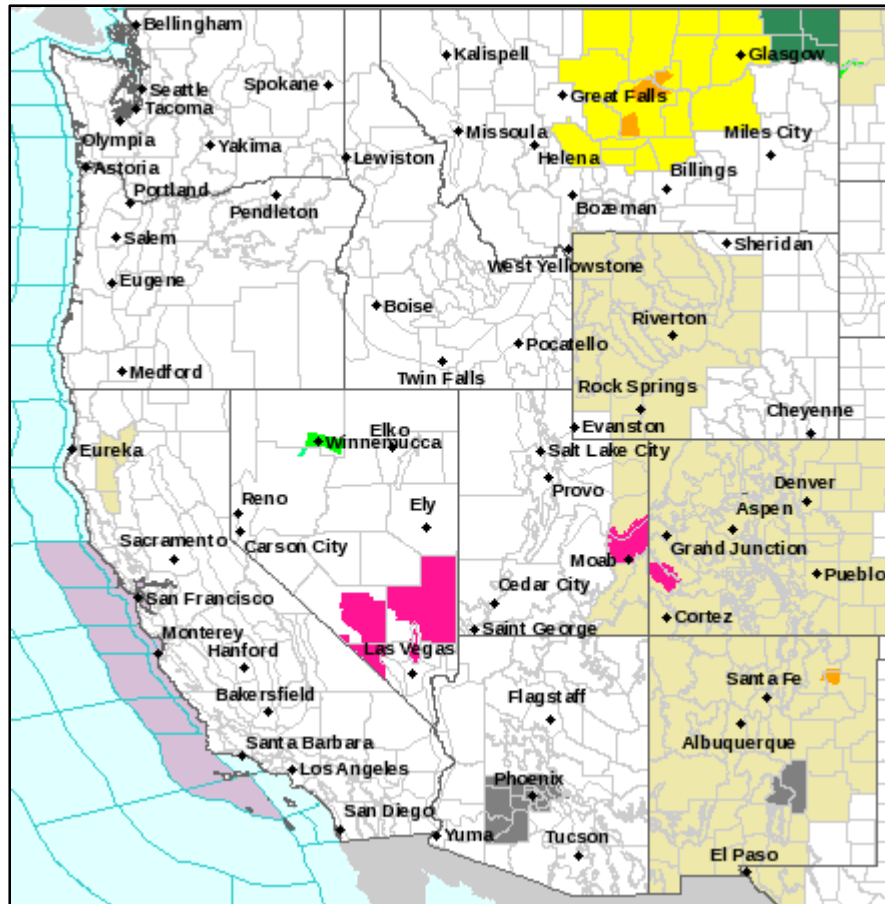 Bellingham
Kalispell
Glasgow
Seattle
Spokane
Great Falls
Tacoma
Olympia
Yakima
Missoula
Miles City
Helena
Lewiston
Astoria
Billings
Portland
Pendleton
Bozeman
Salem
Sheridan
West Yellowstone
Eugene
Boise
Riverton
Pocatello
Medford
Twin Falls
Rock Springs
Cheyenne
Elko
Evanston
Winnemucca
Eureka
Salt Lake City
Provo
Denver
Reno
Ely
Aspen
Sacramento
Carson City
Grand Junction
Moab
Pueblo
Cedar City
San Francisco
Cortez
Saint George
Monterey
Hanford
Las Vegas
Santa Fe
Bakersfield
Flagstaff
Albuquerque
Santa Barbara
Los Angeles
Phoenix
San Diego
Yuma
Tucson
El Paso